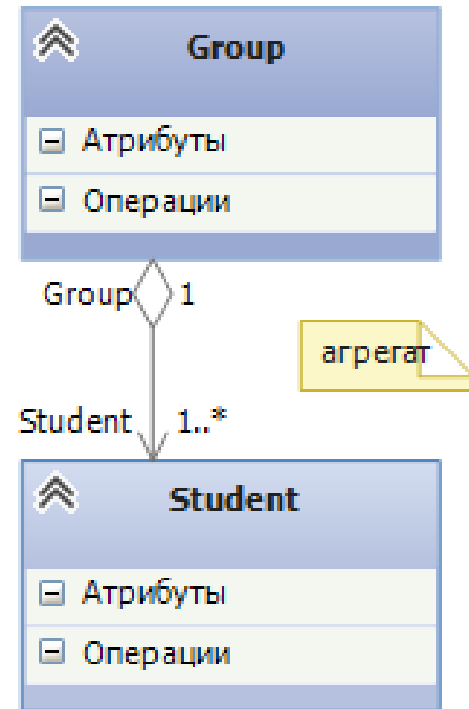 Group
Атрибуты
Операции
Group 1
агрегат
Student 1..*
Student
Атрибуты
Операции